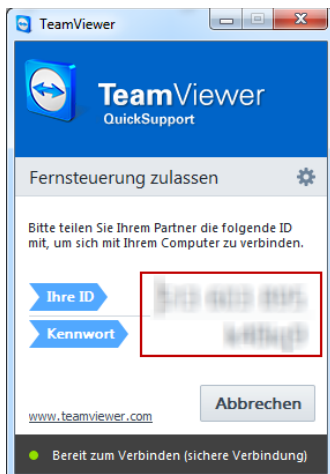 TeamViewer
TeamViewer
QuickSupport
Fernsteuerung zulassen
Bitte teilen Sie Ihrem Partner die folgende ID
mit, um sich mit Ihrem Computer zu verbinden.
Ihre ID
Kennwort
Abbrechen
www.teamviewer.com
Bereit zum Verbinden (sichere Verbindung)